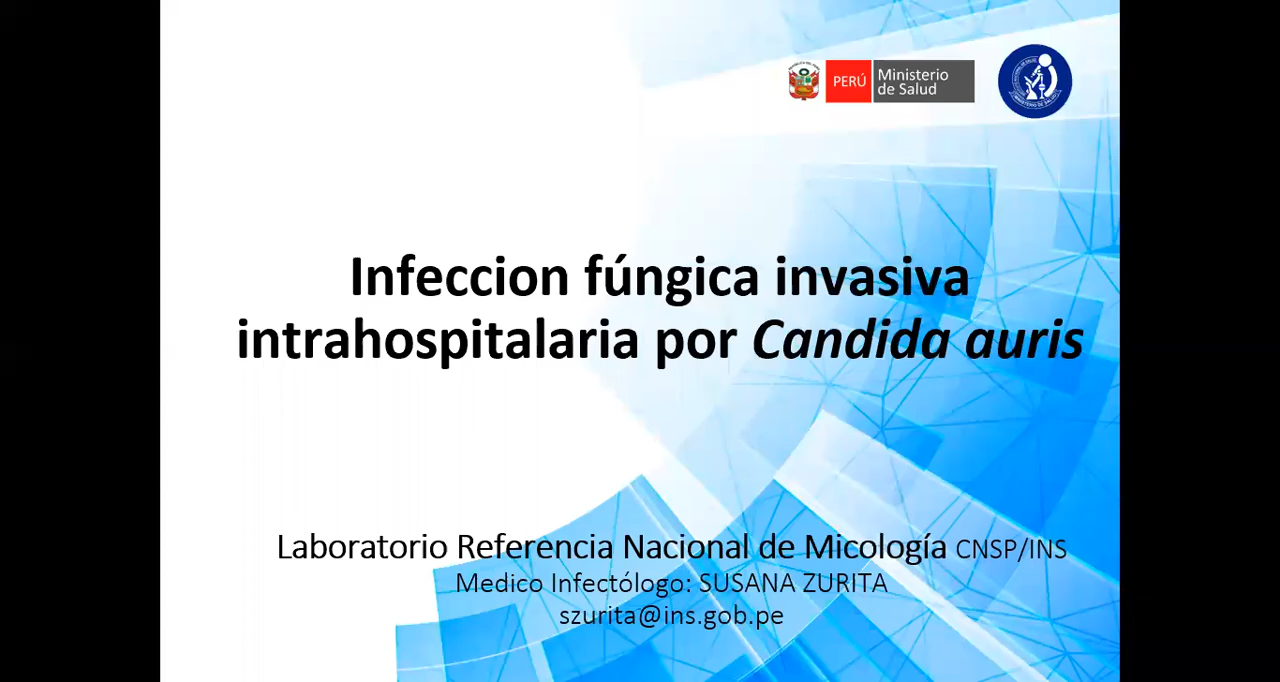 PERÚ
Ministerio
de Salud
Infeccion fúngica invasiva
intrahospitalaria por Candida auris
Laboratorio Referencia Nacional de Micología CNSP/INS
Medico Infectólogo: SUSANA ZURITA
szurita@ins.gob.pe